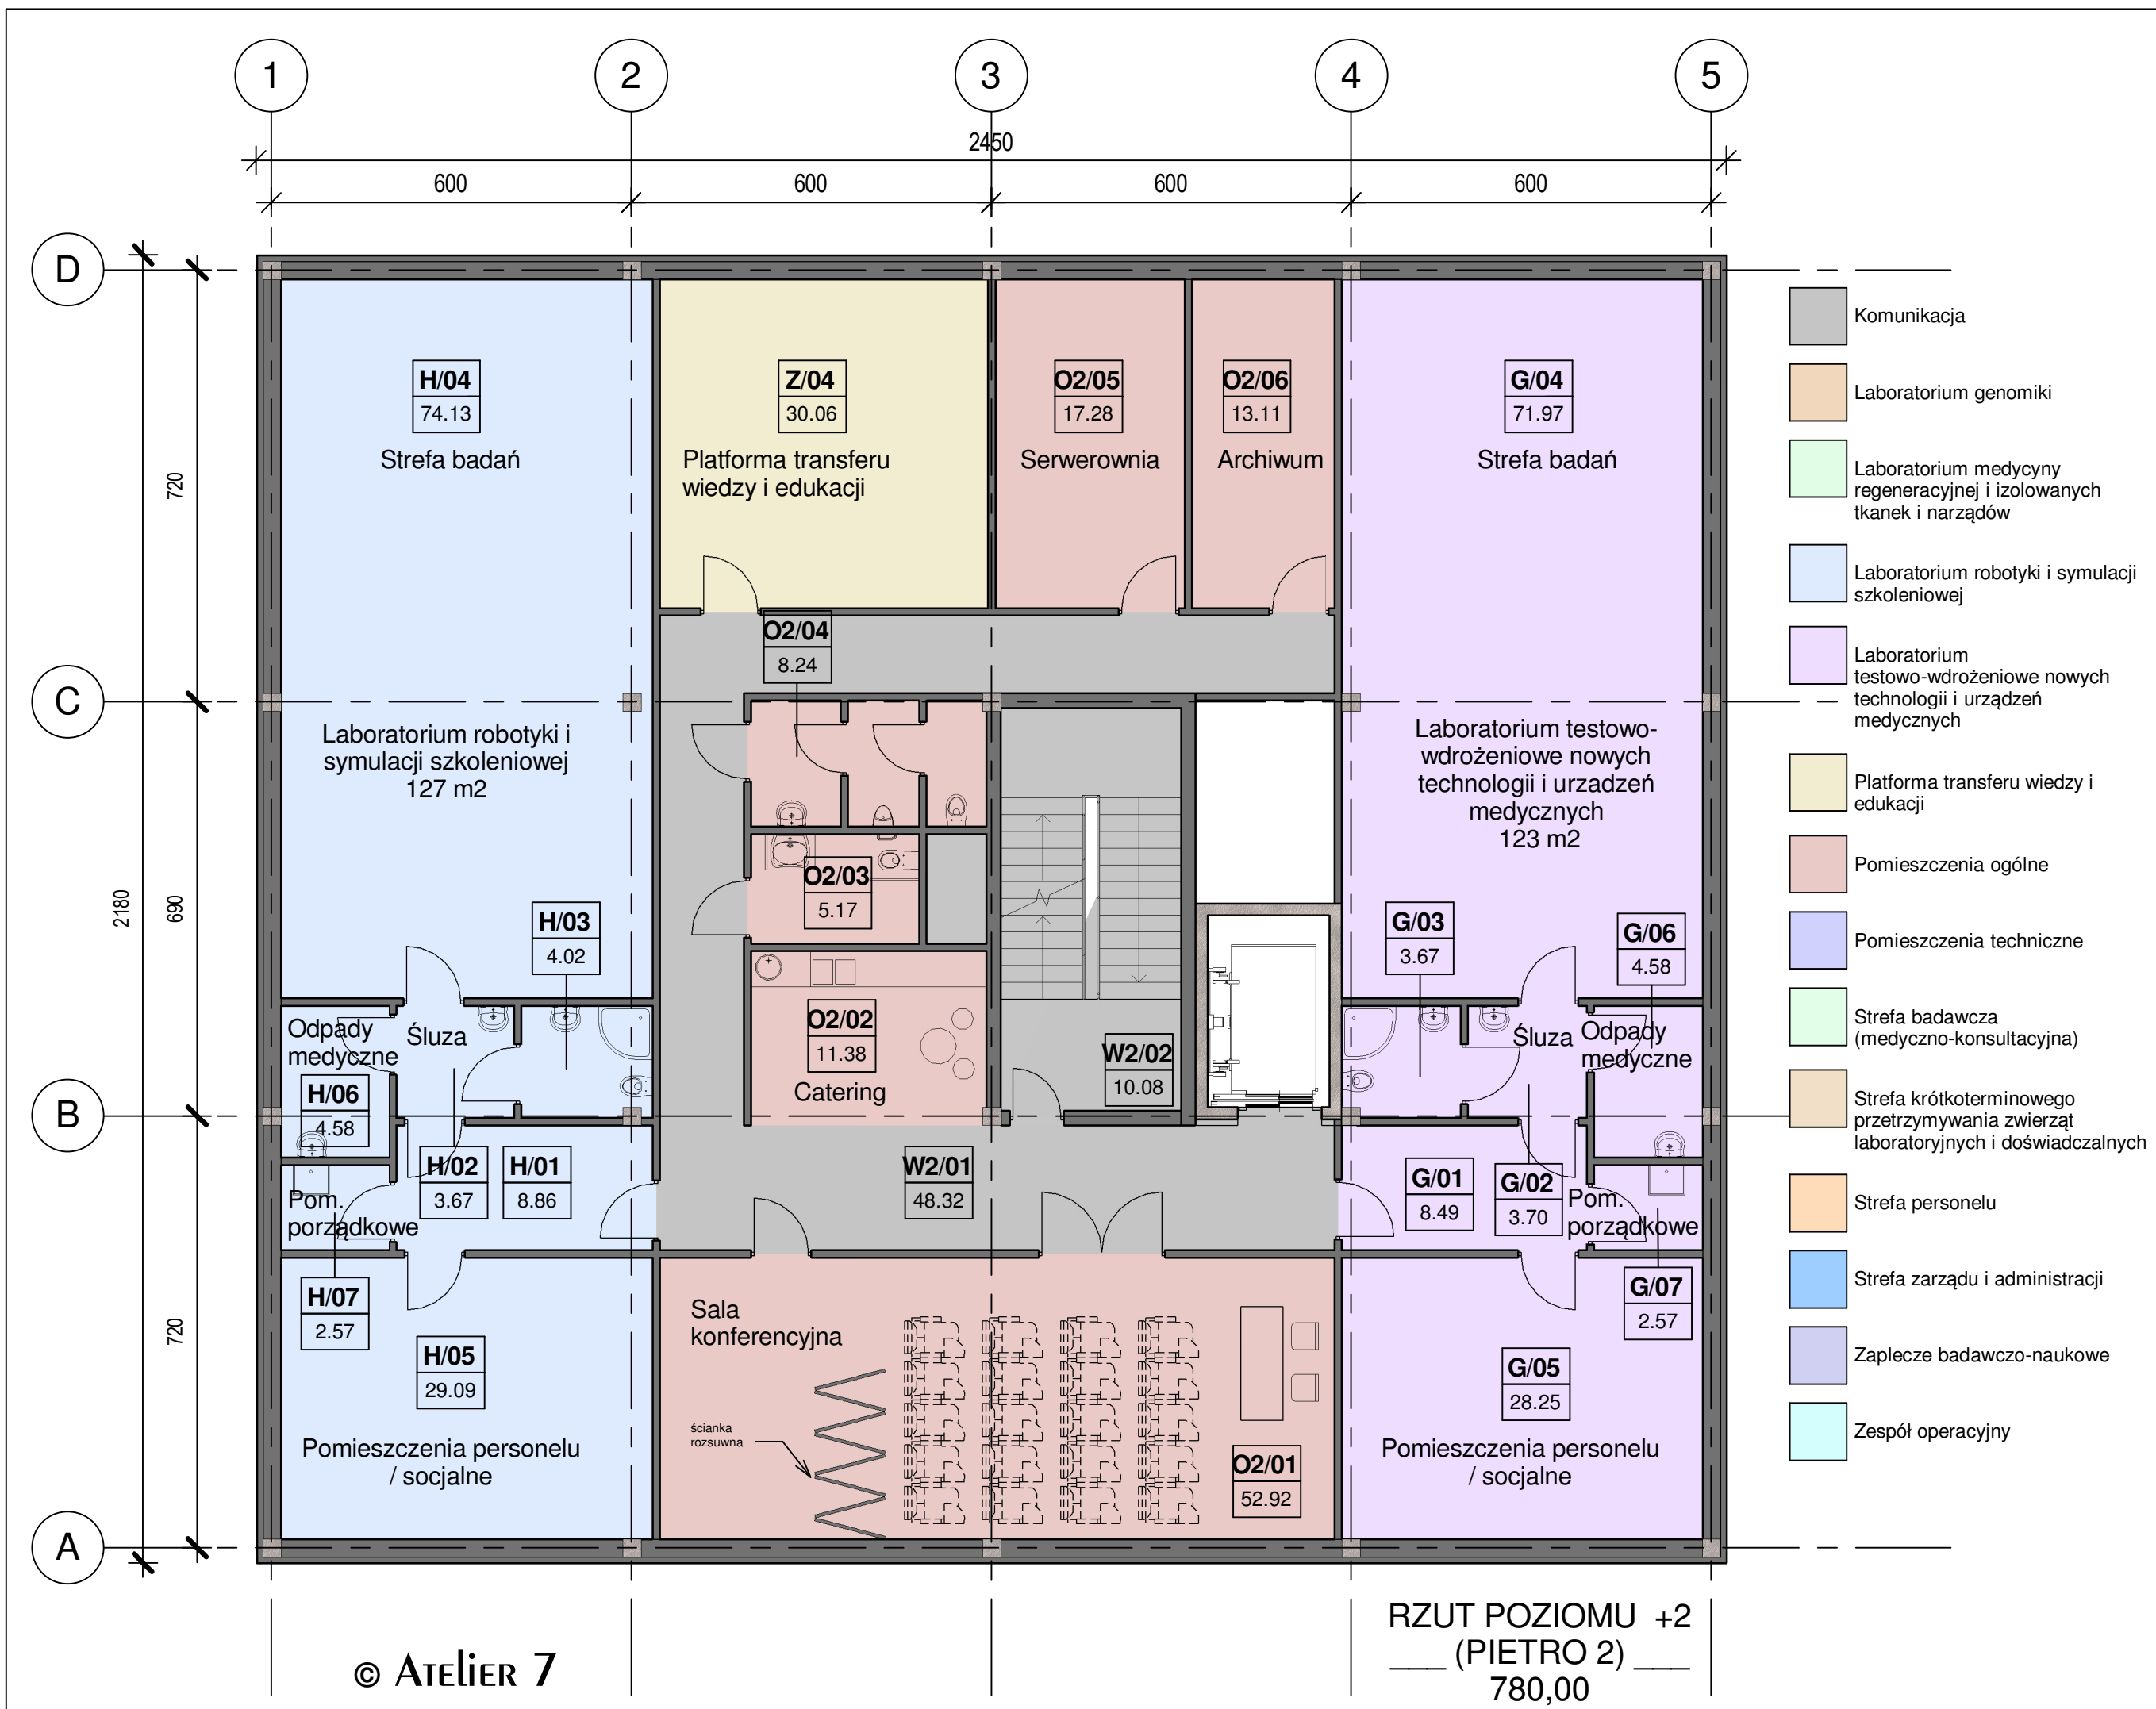 1
2
3
4
5
2450
600
600
600
600
D
C
B
A
720
690
720
2180
H/04
74.13
Strefa badań
Z/04
30.06
Platforma transferu
wiedzy i edukacji
O2/05
17.28
Serwerownia
O2/06
13.11
Archiwum
G/04
71.97
Strefa badań
O2/04
8.24
Laboratorium robotyki i
symulacji szkoleniowej
127 m2
Laboratorium testowo-
wdrożeniowe nowych
technologii i urzadzeń
medycznych
123 m2
O2/03
5.17
H/03
4.02
G/03
3.67
G/06
4.58
Odpady
medyczne
Śluza
H/06
4.58
O2/02
11.38
Catering
W2/02
10.08
Śluza
Odpady
medyczne
H/02
3.67
H/01
8.86
W2/01
48.32
G/01
8.49
G/02
3.70
Pom.
porządkowe
Pom.
porządkowe
H/07
2.57
G/07
2.57
H/05
29.09
Pomieszczenia personelu
/ socjalne
Sala
konferencyjna
ścianka
rozsuwna
O2/01
52.92
G/05
28.25
Pomieszczenia personelu
/ socjalne
Komunikacja
Laboratorium genomiki
Laboratorium medycyny
regeneracyjnej i izolowanych
tkanek i narządów
Laboratorium robotyki i symulacji
szkoleniowej
Laboratorium
testowo-wdrożeniowe nowych
technologii i urządzeń
medycznych
Platforma transferu wiedzy i
edukacji
Pomieszczenia ogólne
Pomieszczenia techniczne
Strefa badawcza
(medyczno-konsultacyjna)
Strefa krótkoterminowego
przetrzymywania zwierząt
laboratoryjnych i doświadczalnych
Strefa personelu
Strefa zarządu i administracji
Zaplecze badawczo-naukowe
Zespół operacyjny
© Atelier 7
RZUT POZIOMU +2
(PIETRO 2)
780,00